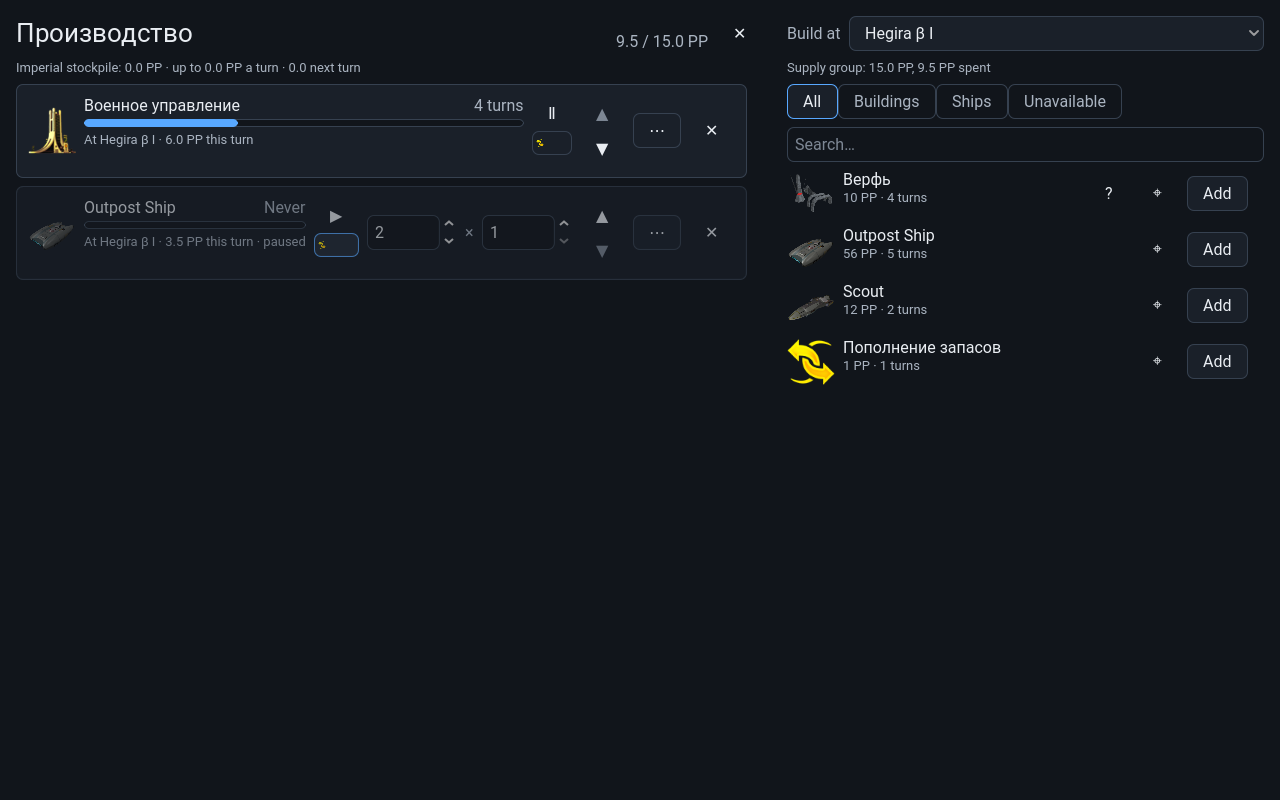 Производство
9.5 / 15.0 PP
×
Imperial stockpile: 0.0 PP · up to 0.0 PP a turn · 0.0 next turn
Военное управление
4 turns
At Hegira β I · 6.0 PP this turn
Outpost Ship
Never
At Hegira β I · 3.5 PP this turn · paused
2 × 1
Build at
Hegira β I
Supply group: 15.0 PP, 9.5 PP spent
All
Buildings
Ships
Unavailable
Search…
Верфь
10 PP · 4 turns
?
Add
Outpost Ship
56 PP · 5 turns
Add
Scout
12 PP · 2 turns
Add
Пополнение запасов
1 PP · 1 turns
Add